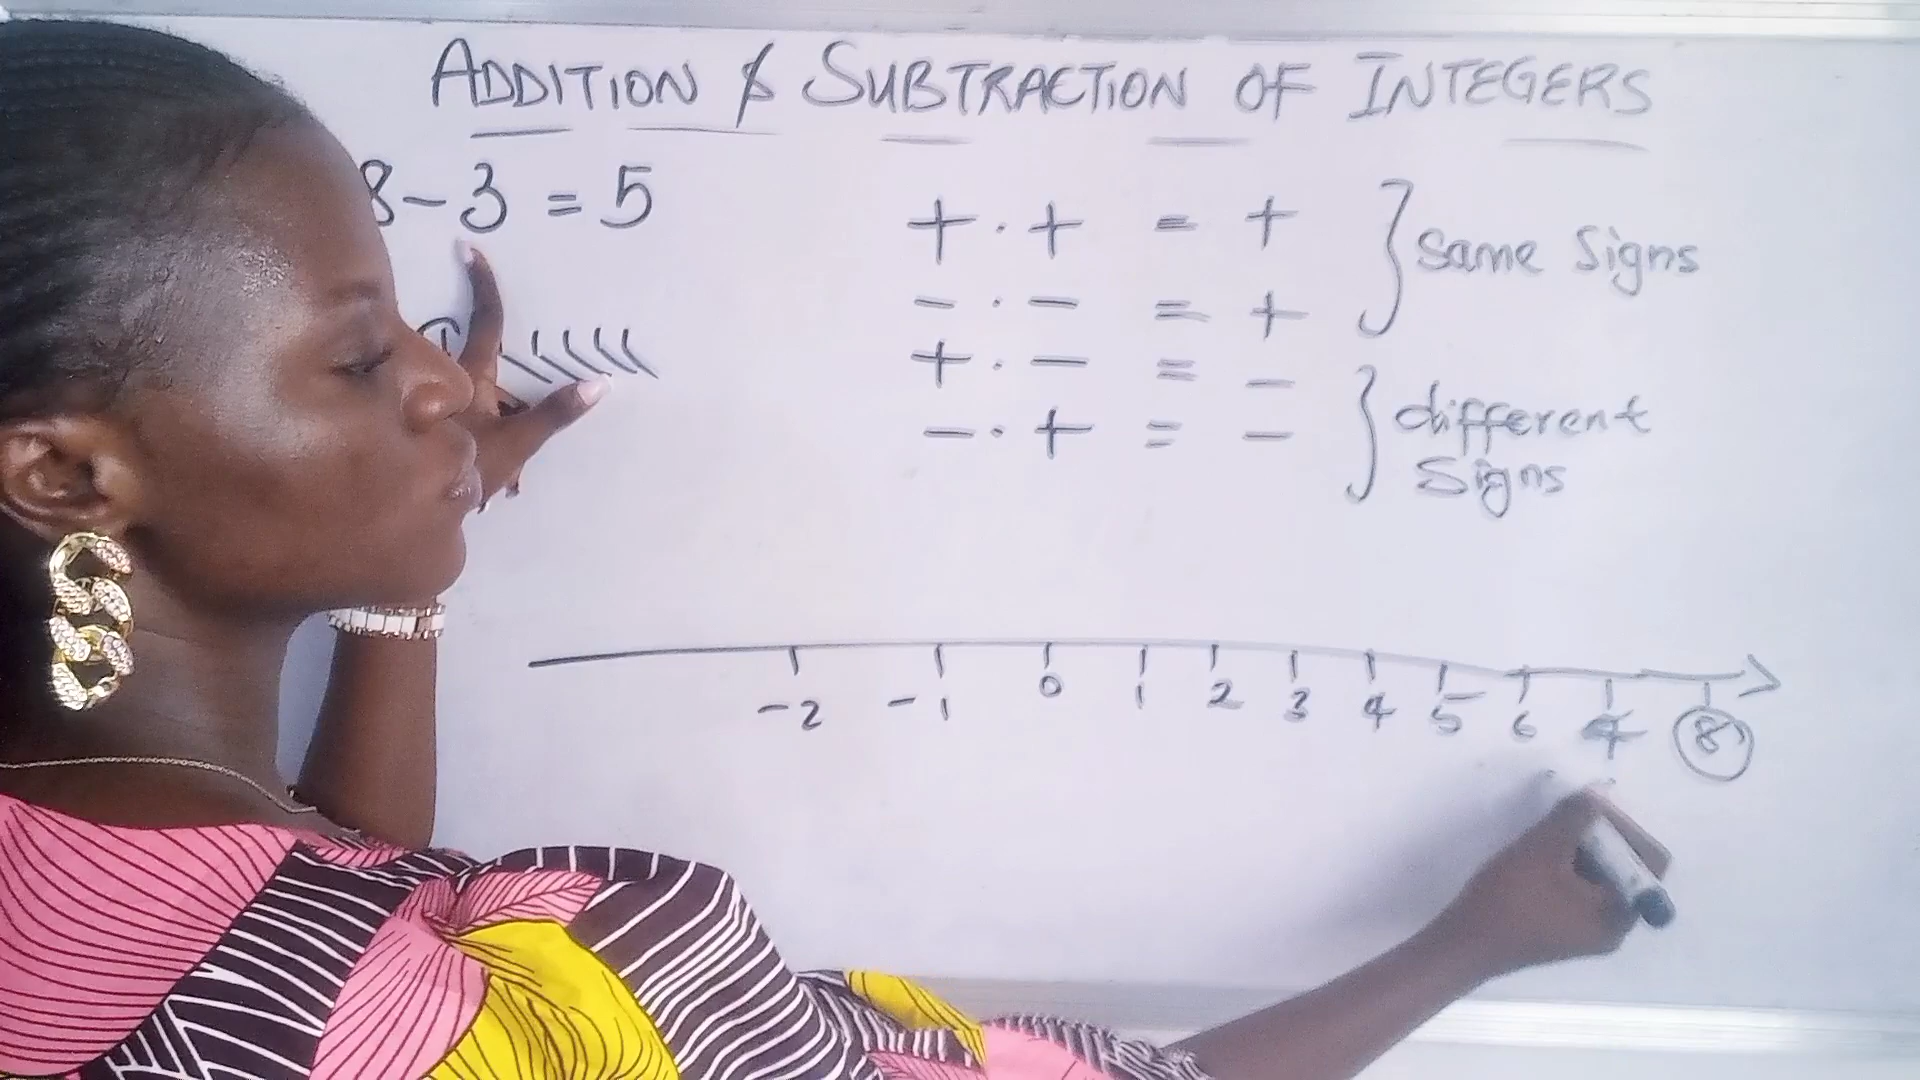 ADDITION & SUBTRACTION OF INTEGERS
8 - 3 = 5
+ . + = +
- . - = +
same signs
+ . - = -
- . + = -
different
signs
-2 -1 0 1 2 3 4 5 6 7 8